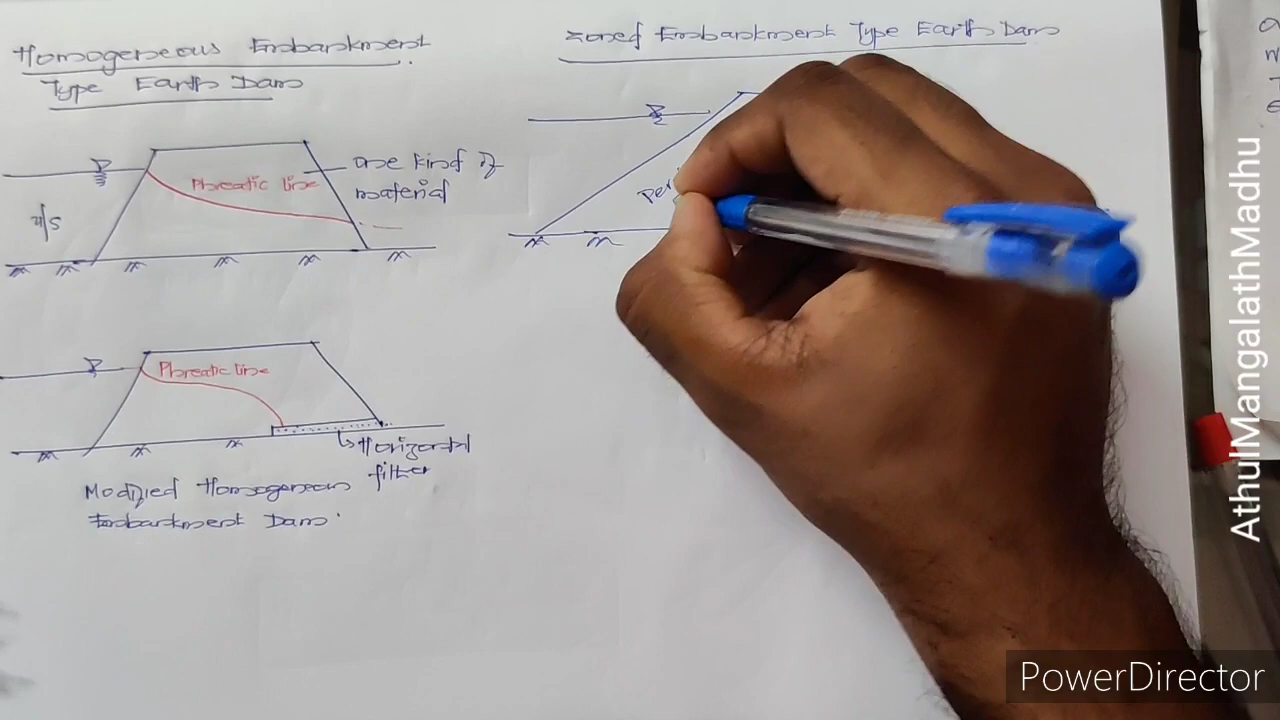 Homogeneous Embankment
Type Earth Dam
Zoned Embankment Type Earth Dam
Phreatic line
one kind of
material
u/s
Phreatic line
Horizontal
filter
Modified Homogeneous
Embankment Dam
AthulMangalathMadhu
PowerDirector